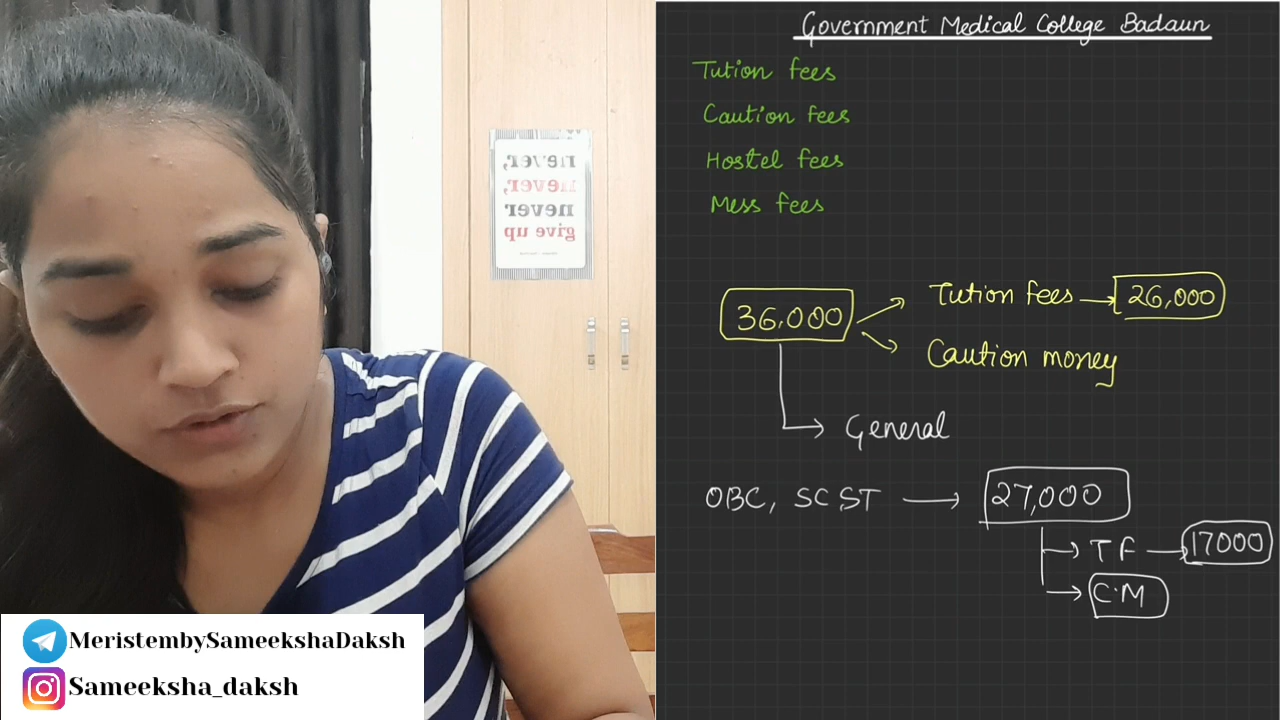 Government Medical College Badaun
Tution fees
Caution fees
Hostel fees
Mess fees
never,
never,
never
give up
36,000
Tution fees → 26,000
Caution money
General
OBC, SC ST → 27,000
→ TF → 17000
→ C.M
MeristembySameekshaDaksh
Sameeksha_daksh